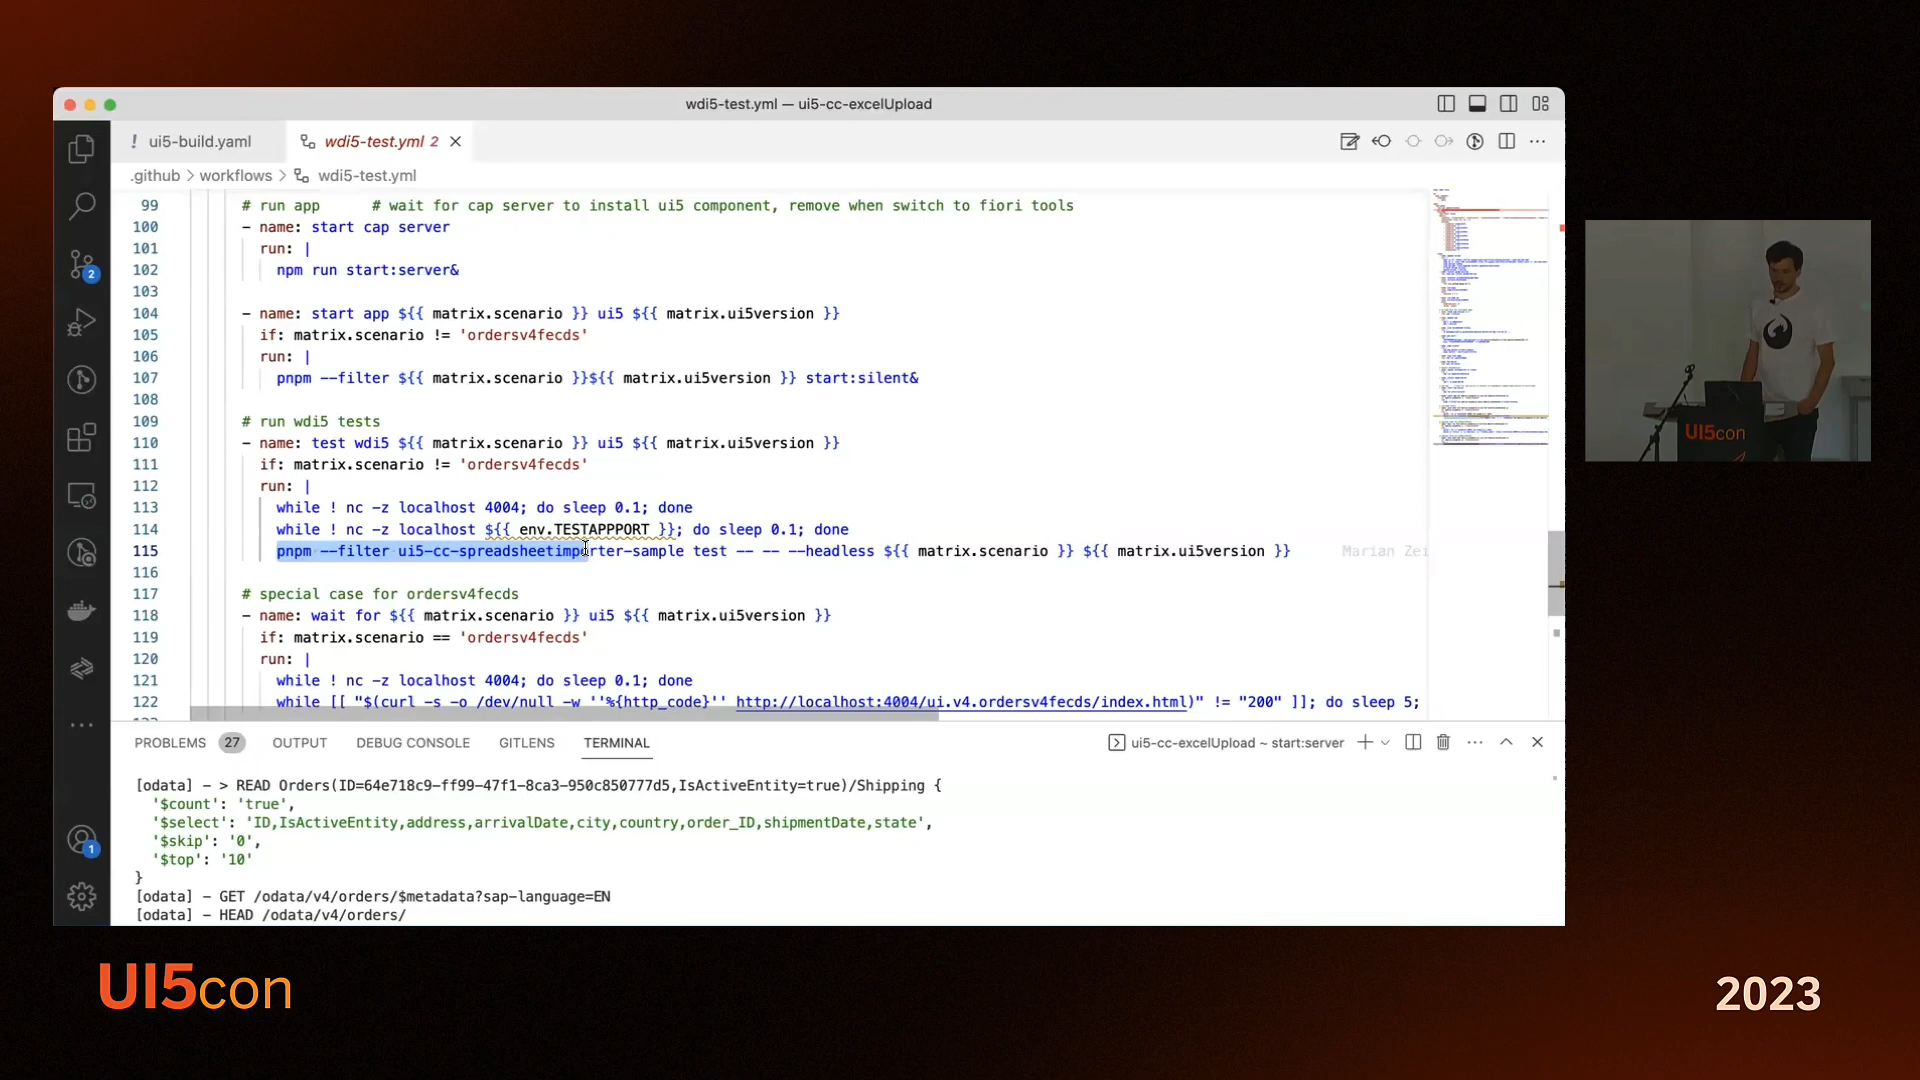 wdi5-test.yml — ui5-cc-excelUpload
ui5-build.yaml
wdi5-test.yml 2
.github > workflows > wdi5-test.yml
99 # run app # wait for cap server to install ui5 component, remove when switch to fiori tools
100 - name: start cap server
101 run: |
102 npm run start:server&
103
104 - name: start app ${{ matrix.scenario }} ui5 ${{ matrix.ui5version }}
105 if: matrix.scenario != 'ordersv4fecds'
106 run: |
107 pnpm --filter ${{ matrix.scenario }}${{ matrix.ui5version }} start:silent&
108
109 # run wdi5 tests
110 - name: test wdi5 ${{ matrix.scenario }} ui5 ${{ matrix.ui5version }}
111 if: matrix.scenario != 'ordersv4fecds'
112 run: |
113 while ! nc -z localhost 4004; do sleep 0.1; done
114 while ! nc -z localhost ${{ env.TESTAPPPORT }}; do sleep 0.1; done
115 pnpm --filter ui5-cc-spreadsheetimporter-sample test -- -- --headless ${{ matrix.scenario }} ${{ matrix.ui5version }} Marian Zei
116
117 # special case for ordersv4fecds
118 - name: wait for ${{ matrix.scenario }} ui5 ${{ matrix.ui5version }}
119 if: matrix.scenario == 'ordersv4fecds'
120 run: |
121 while ! nc -z localhost 4004; do sleep 0.1; done
122 while [[ "$(curl -s -o /dev/null -w ''%{http_code}'' http://localhost:4004/ui.v4.ordersv4fecds/index.html)" != "200" ]]; do sleep 5;
2
1
PROBLEMS 27 OUTPUT DEBUG CONSOLE GITLENS TERMINAL ui5-cc-excelUpload ~ start:server
[odata] - > READ Orders(ID=64e718c9-ff99-47f1-8ca3-950c850777d5,IsActiveEntity=true)/Shipping {
'$count': 'true',
'$select': 'ID,IsActiveEntity,address,arrivalDate,city,country,order_ID,shipmentDate,state',
'$skip': '0',
'$top': '10'
}
[odata] - GET /odata/v4/orders/$metadata?sap-language=EN
[odata] - HEAD /odata/v4/orders/
UI5con
UI5con
2023